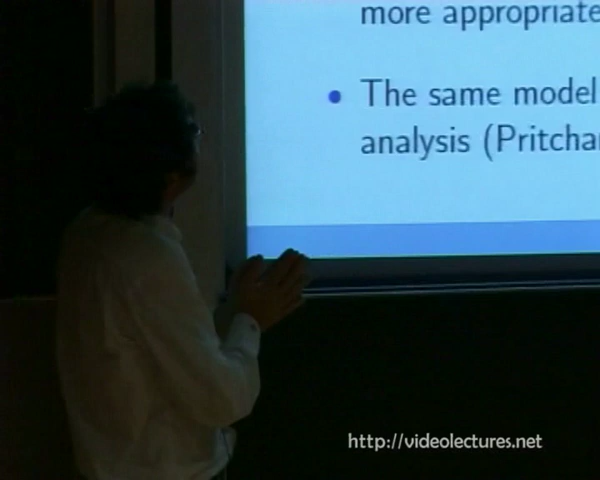 more appropriate
• The same model
analysis (Pritcha
http://videolectures.net